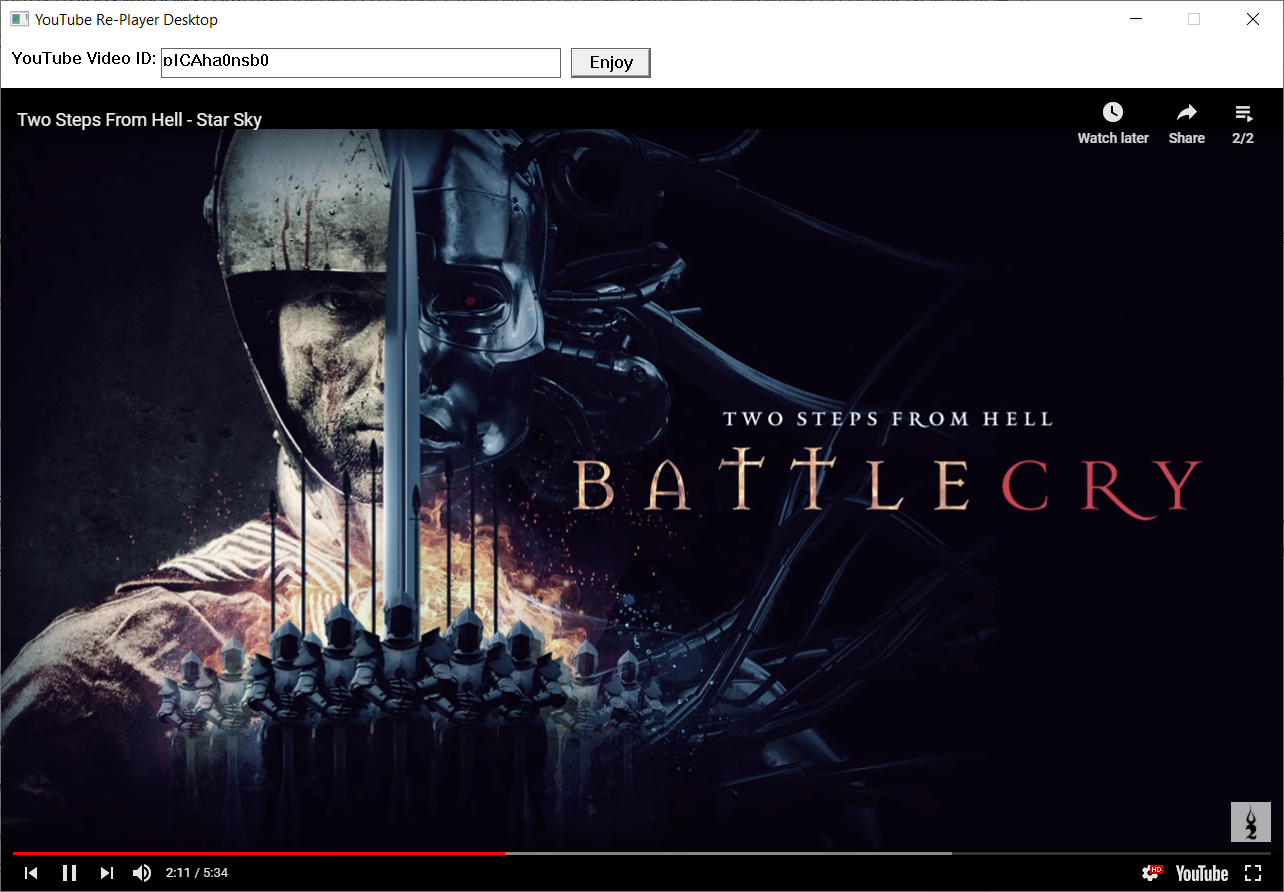 YouTube Re-Player Desktop
YouTube Video ID: pICAha0nsb0 Enjoy
Two Steps From Hell - Star Sky
Watch later Share 2/2
TWO STEPS FROM HELL
BATTLECRY
2
2:11 / 5:34 HD YouTube